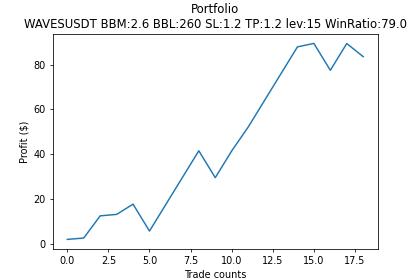 Portfolio
WAVESUSDT BBM:2.6 BBL:260 SL:1.2 TP:1.2 lev:15 WinRatio:79.0
80
60
40
20
0
Profit ($)
0.0 2.5 5.0 7.5 10.0 12.5 15.0 17.5
Trade counts